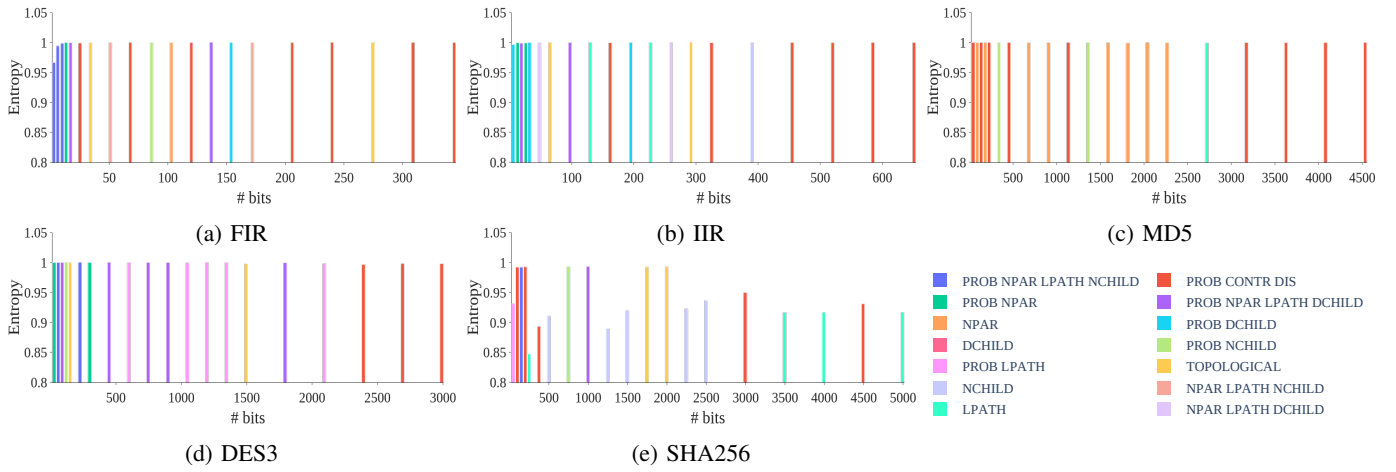 1.05
1
0.95
0.9
0.85
0.8
Entropy
50
100
150
200
250
300
# bits
(a) FIR
1.05
1
0.95
0.9
0.85
0.8
Entropy
100
200
300
400
500
600
# bits
(b) IIR
1.05
1
0.95
0.9
0.85
0.8
Entropy
500
1000
1500
2000
2500
3000
3500
4000
4500
# bits
(c) MD5
1.05
1
0.95
0.9
0.85
0.8
Entropy
500
1000
1500
2000
2500
3000
# bits
(d) DES3
1.05
1
0.95
0.9
0.85
0.8
Entropy
500
1000
1500
2000
2500
3000
3500
4000
4500
5000
# bits
(e) SHA256
PROB NPAR LPATH NCHILD
PROB NPAR
NPAR
DCHILD
PROB LPATH
NCHILD
LPATH
PROB CONTR DIS
PROB NPAR LPATH DCHILD
PROB DCHILD
PROB NCHILD
TOPOLOGICAL
NPAR LPATH NCHILD
NPAR LPATH DCHILD